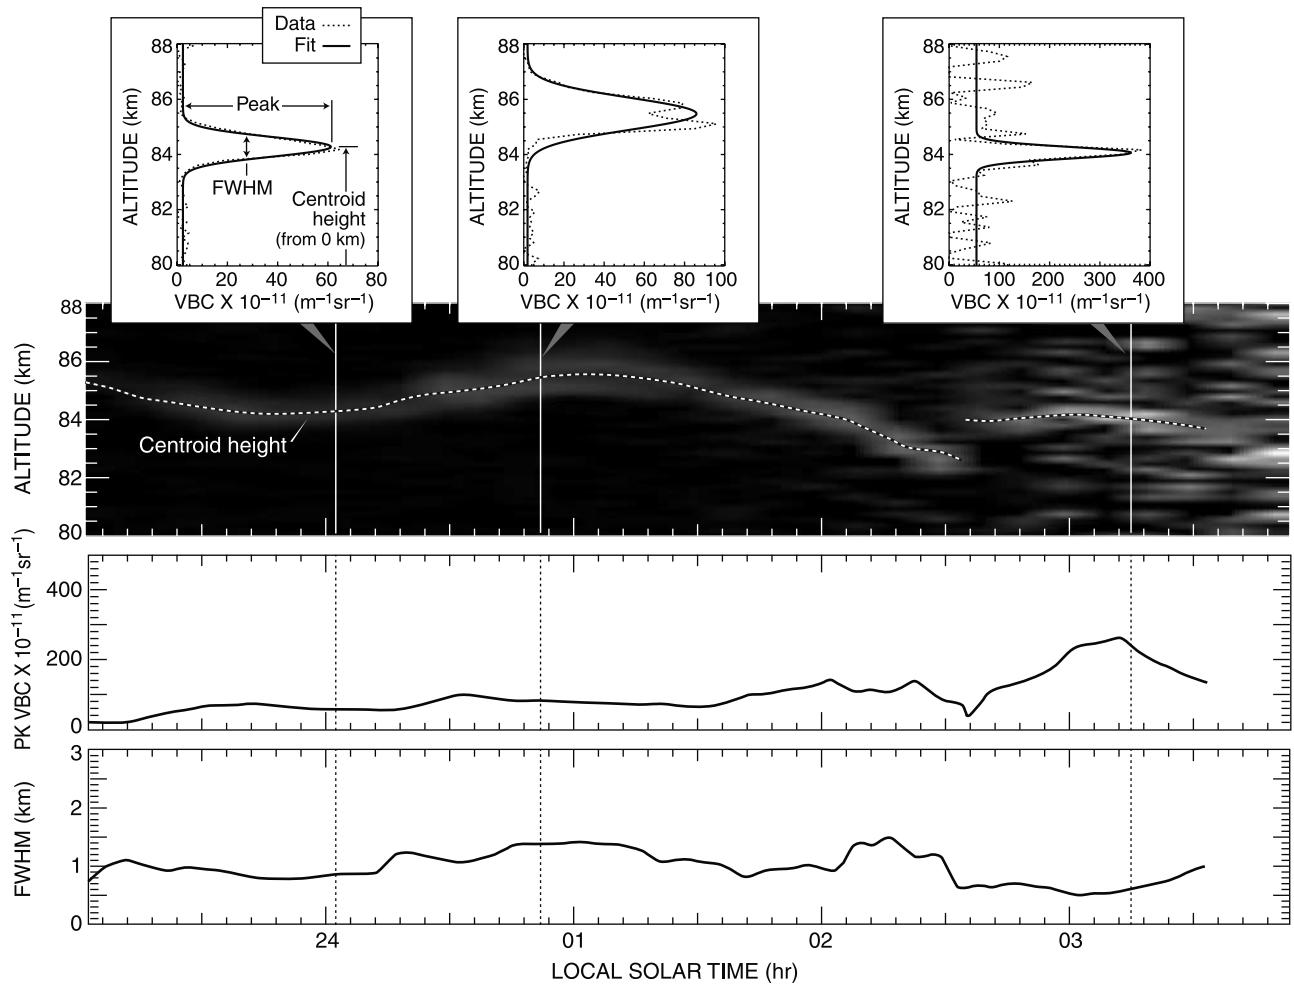 Data
Fit
88
86
84
82
80
ALTITUDE (km)
Peak
FWHM
Centroid
height
(from 0 km)
0 20 40 60 80
VBC X 10⁻¹¹ (m⁻¹sr⁻¹)
88
86
84
82
80
ALTITUDE (km)
0 20 40 60 80 100
VBC X 10⁻¹¹ (m⁻¹sr⁻¹)
88
86
84
82
80
ALTITUDE (km)
0 100 200 300 400
VBC X 10⁻¹¹ (m⁻¹sr⁻¹)
88
86
84
82
80
ALTITUDE (km)
Centroid height
PK VBC X 10⁻¹¹(m⁻¹sr⁻¹)
400
200
0
FWHM (km)
3
2
1
0
24 01 02 03
LOCAL SOLAR TIME (hr)